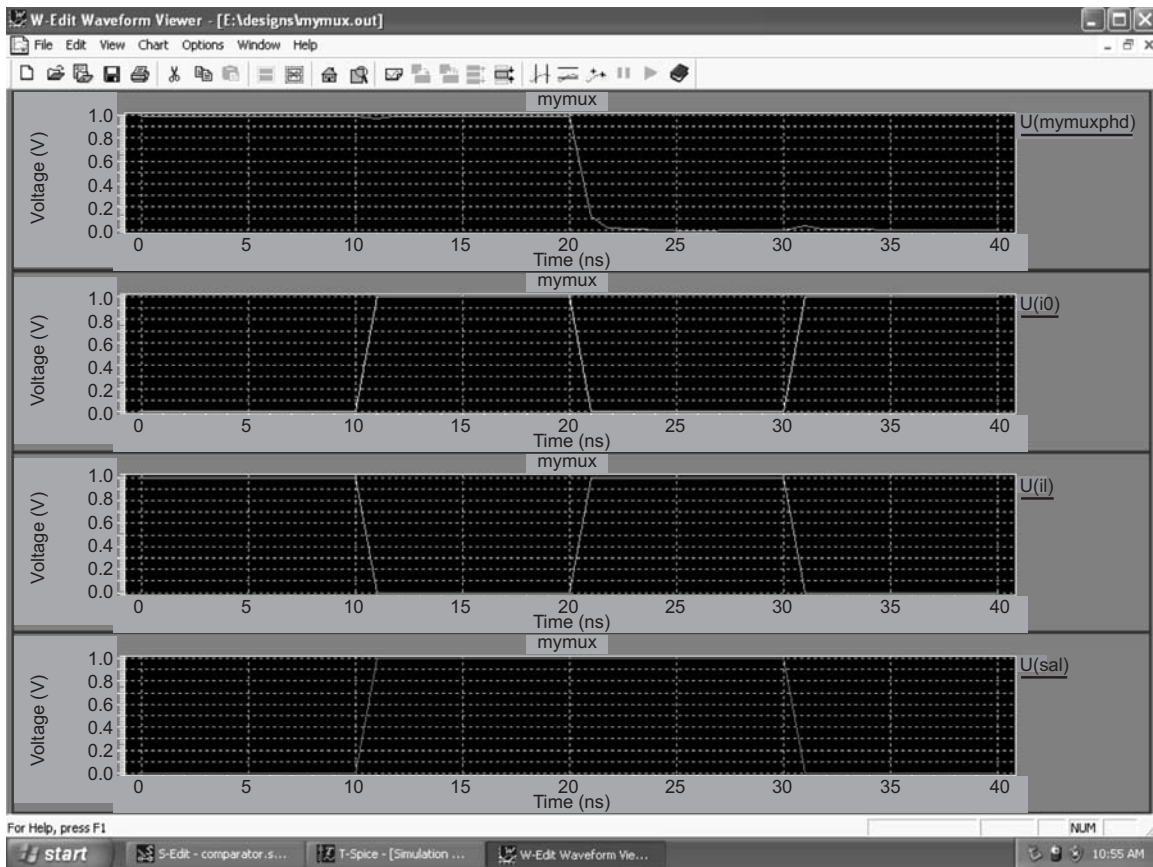 W-Edit Waveform Viewer - [E:\designs\mymux.out]
File Edit View Chart Options Window Help
mymux
Voltage (V)
1.0
0.8
0.6
0.4
0.2
0.0
U(mymuxphd)
0 5 10 15 20 25 30 35 40
Time (ns)
mymux
Voltage (V)
1.0
0.8
0.6
0.4
0.2
0.0
U(i0)
0 5 10 15 20 25 30 35 40
Time (ns)
mymux
Voltage (V)
1.0
0.8
0.6
0.4
0.2
0.0
U(il)
0 5 10 15 20 25 30 35 40
Time (ns)
mymux
Voltage (V)
1.0
0.8
0.6
0.4
0.2
0.0
U(sal)
0 5 10 15 20 25 30 35 40
Time (ns)
For Help, press F1
NUM
start S-Edit - comparator.s... T-Spice - [Simulation ... W-Edit Waveform Vie... 10:55 AM